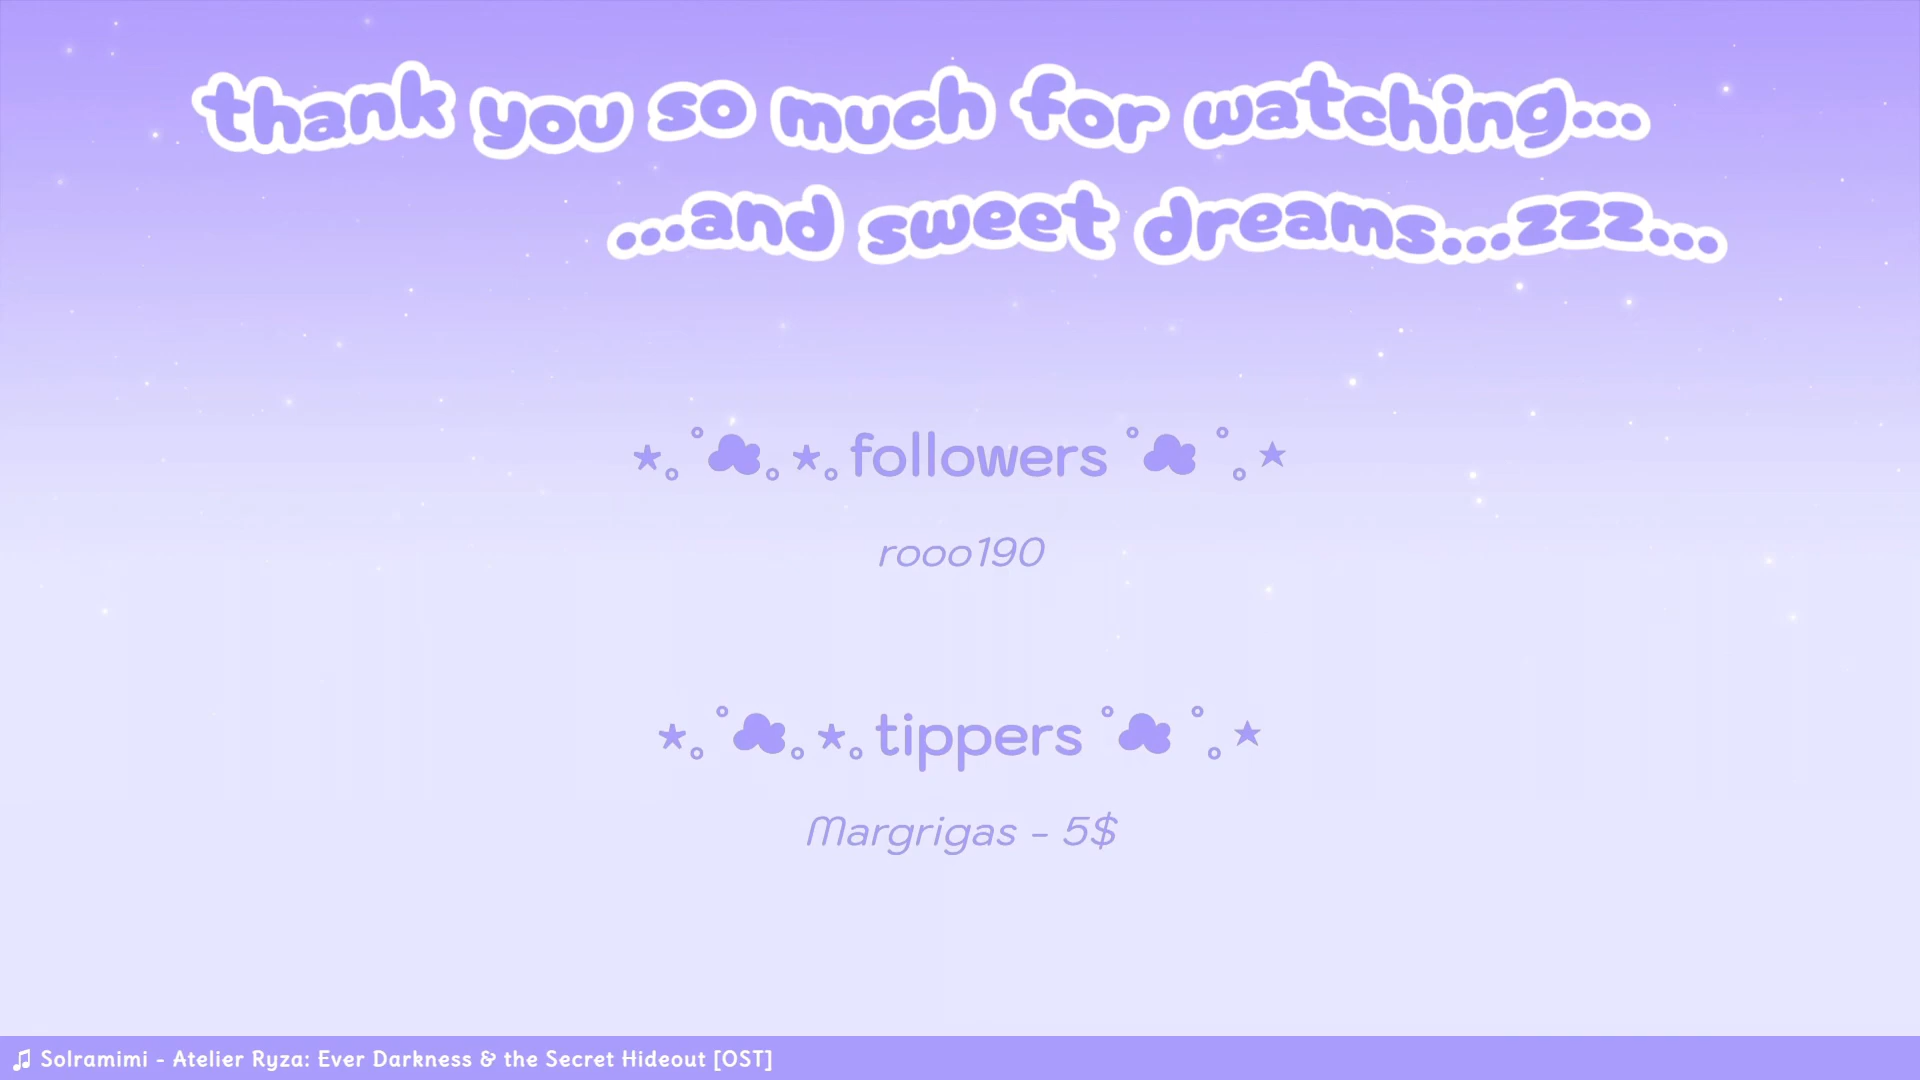 thank you so much for watching...
...and sweet dreams...zzz...
⋆｡˚☁︎｡⋆｡followers ˚☁︎ ˚｡⋆
rooo190
⋆｡˚☁︎｡⋆｡tippers ˚☁︎ ˚｡⋆
Margrigas - 5$
♫ Solramimi - Atelier Ryza: Ever Darkness & the Secret Hideout [OST]